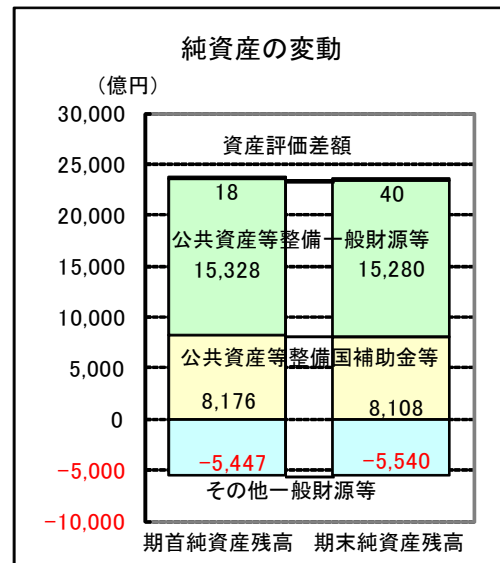 純資産の変動
（億円）
30,000
資産評価差額
25,000
18 40
20,000
公共資産等整備一般財源等
15,328 15,280
15,000
10,000
公共資産等整備国補助金等
5,000
8,176 8,108
0
-5,447 -5,540
-5,000
その他一般財源等
-10,000
期首純資産残高 期末純資産残高